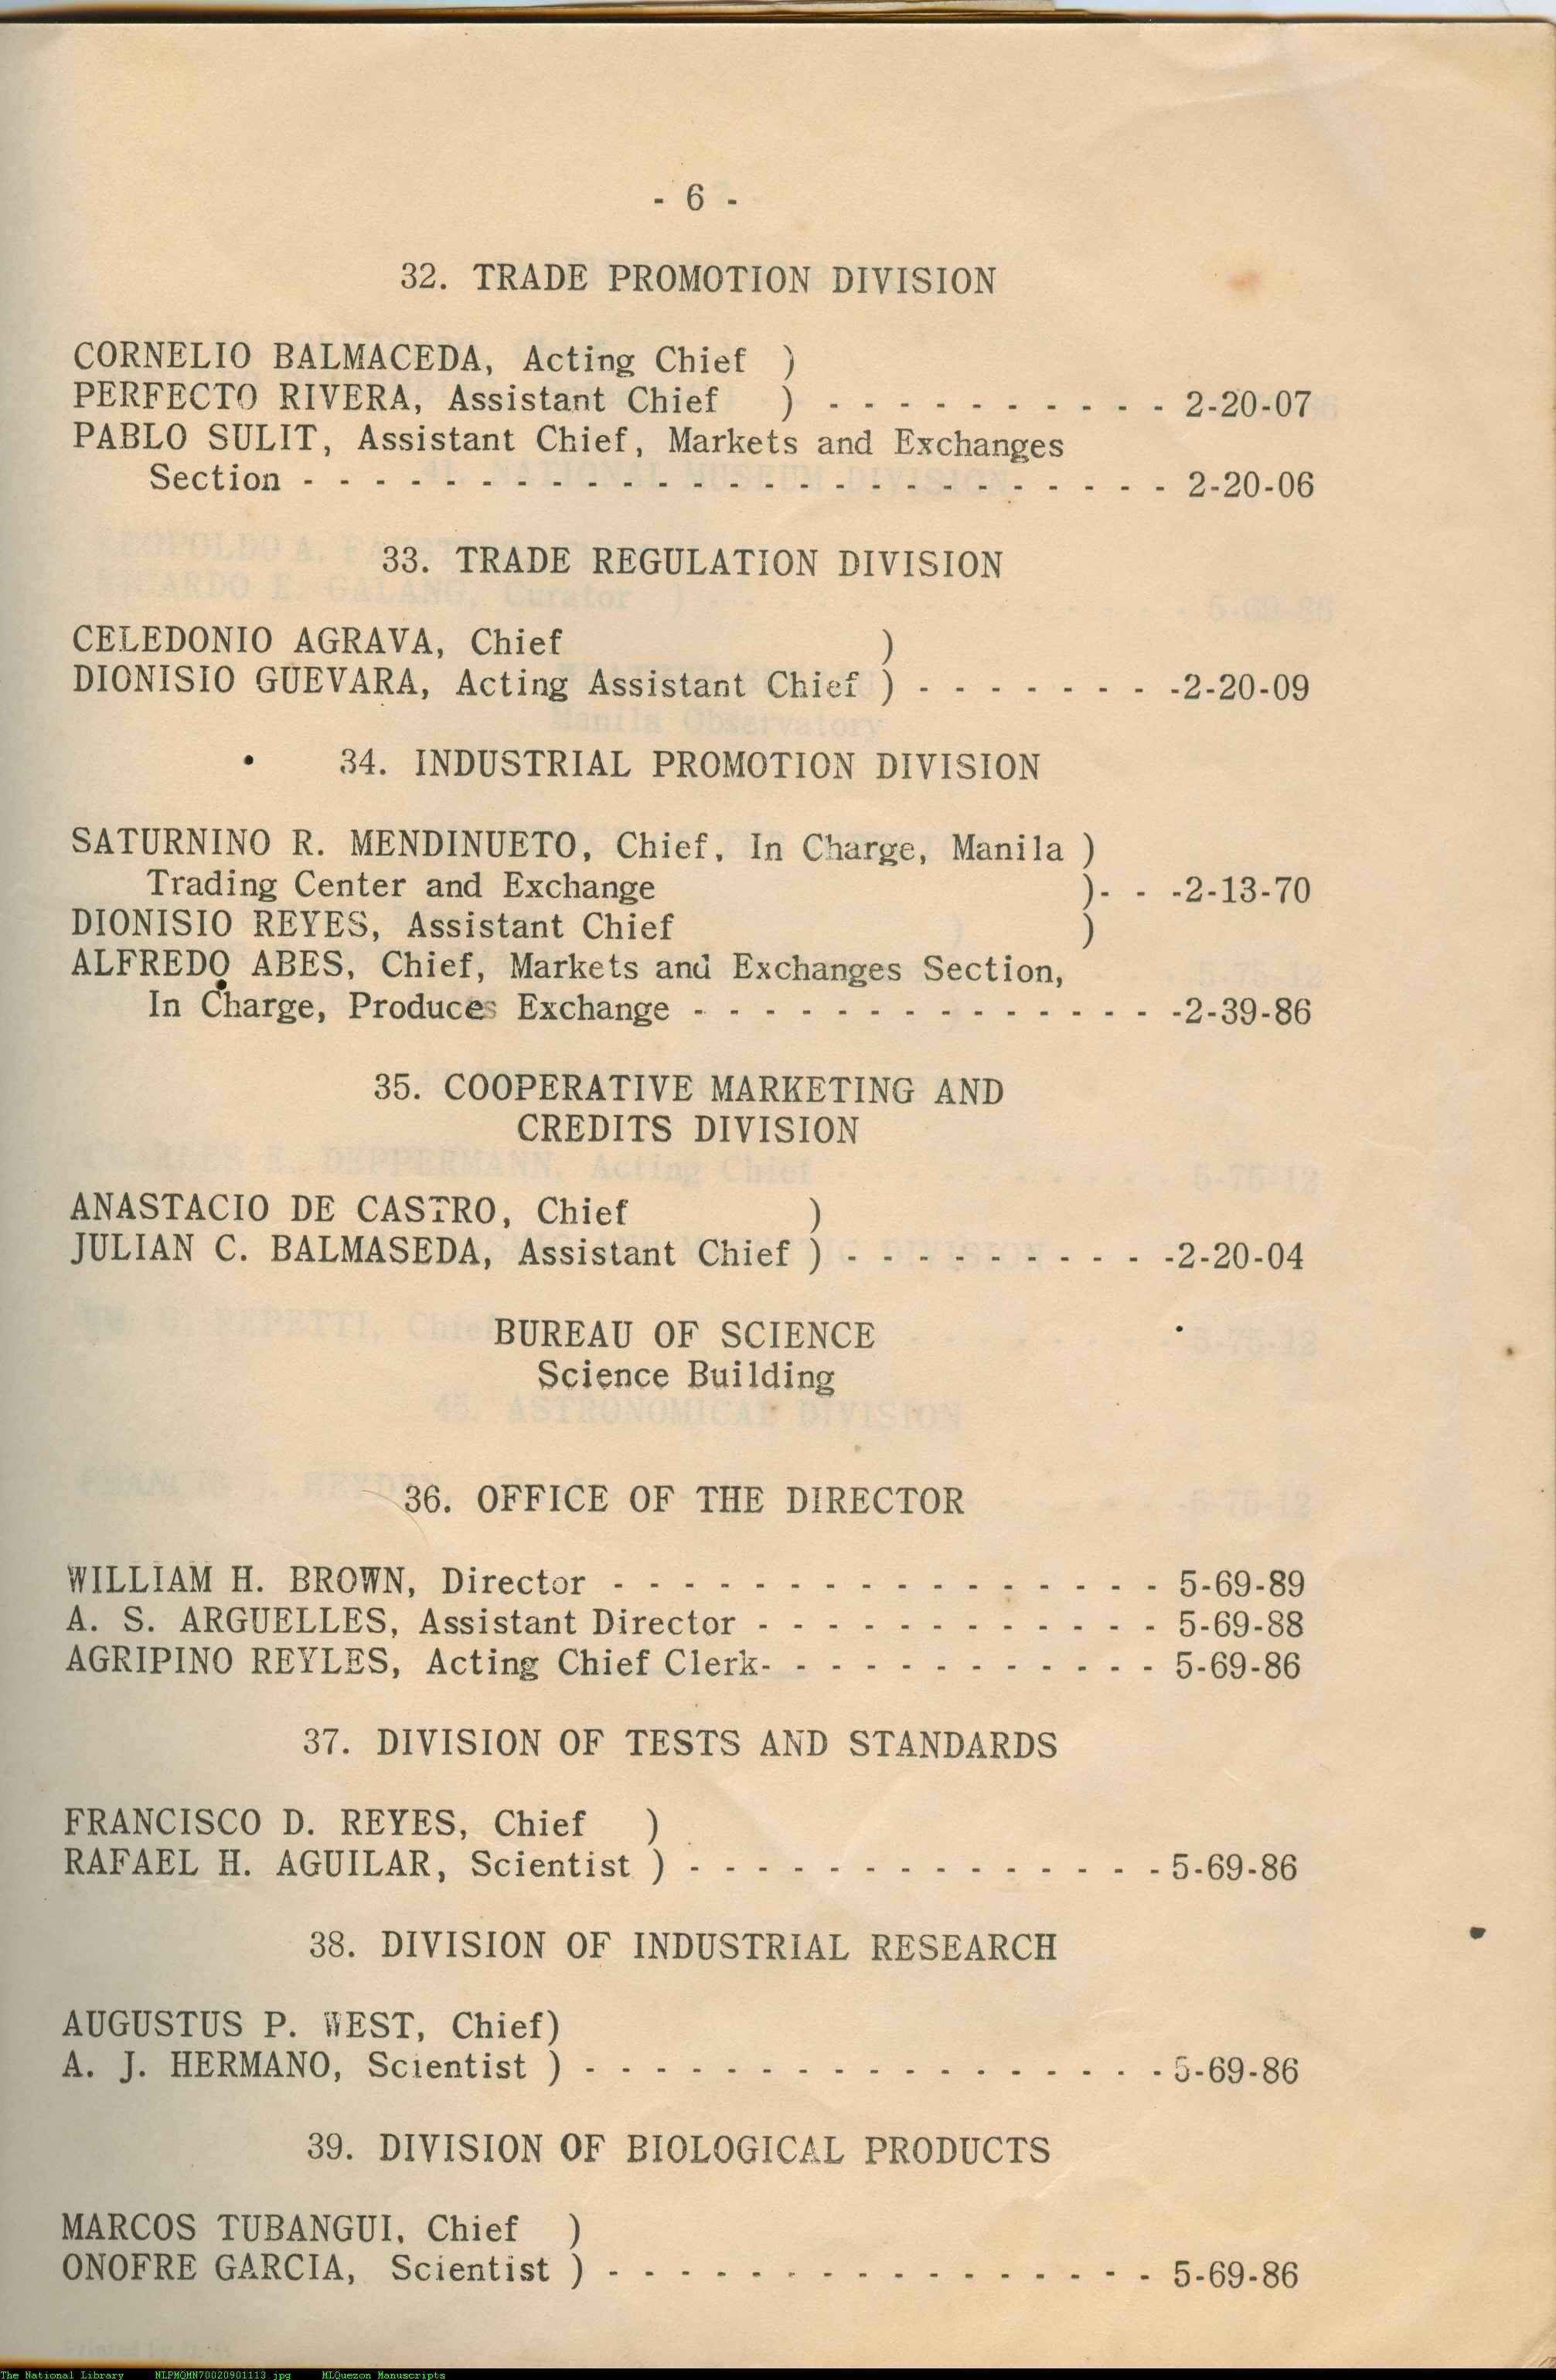 - 6 -
32. TRADE PROMOTION DIVISION
CORNELIO BALMACEDA, Acting Chief )
PERFECTO RIVERA, Assistant Chief ) - - - - - - - - - - 2-20-07
PABLO SULIT, Assistant Chief, Markets and Exchanges
Section - - - - - - - - - - - - - - - - - - - - - - - - - 2-20-06
33. TRADE REGULATION DIVISION
CELEDONIO AGRAVA, Chief )
DIONISIO GUEVARA, Acting Assistant Chief ) - - - - - - - -2-20-09
34. INDUSTRIAL PROMOTION DIVISION
SATURNINO R. MENDINUETO, Chief, In Charge, Manila )
Trading Center and Exchange )- - -2-13-70
DIONISIO REYES, Assistant Chief )
ALFREDO ABES, Chief, Markets and Exchanges Section,
In Charge, Produces Exchange - - - - - - - - - - - - - -2-39-86
35. COOPERATIVE MARKETING AND
CREDITS DIVISION
ANASTACIO DE CASTRO, Chief )
JULIAN C. BALMASEDA, Assistant Chief ) - - - - - - - - - -2-20-04
BUREAU OF SCIENCE
Science Building
36. OFFICE OF THE DIRECTOR
WILLIAM H. BROWN, Director - - - - - - - - - - - - - - - - 5-69-89
A. S. ARGUELLES, Assistant Director - - - - - - - - - - - - 5-69-88
AGRIPINO REYLES, Acting Chief Clerk- - - - - - - - - - - - 5-69-86
37. DIVISION OF TESTS AND STANDARDS
FRANCISCO D. REYES, Chief )
RAFAEL H. AGUILAR, Scientist ) - - - - - - - - - - - - - - 5-69-86
38. DIVISION OF INDUSTRIAL RESEARCH
AUGUSTUS P. WEST, Chief)
A. J. HERMANO, Scientist ) - - - - - - - - - - - - - - - - - 5-69-86
39. DIVISION OF BIOLOGICAL PRODUCTS
MARCOS TUBANGUI, Chief )
ONOFRE GARCIA, Scientist ) - - - - - - - - - - - - - - - - 5-69-86
The National Library NLPMQMN70020901113.jpg MLQuezon Manuscripts